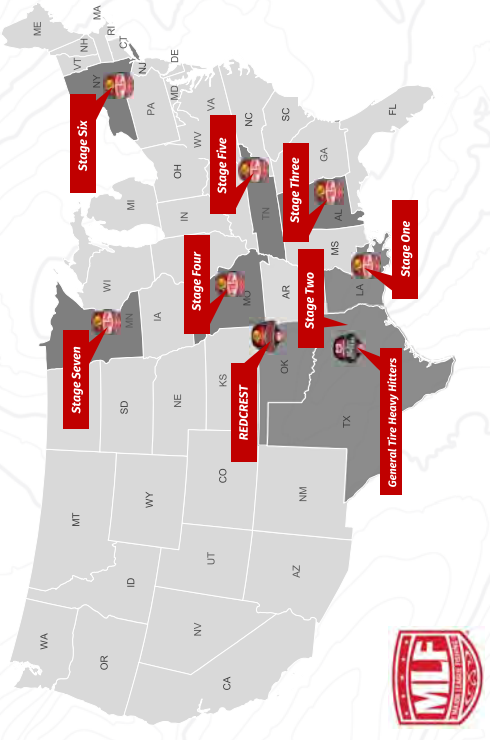 WA
MT
ME
OR
ID
WY
SD
MN
WI
MI
NY
VT
NH
MA
RI
CT
NJ
PA
DE
MD
Stage Seven
Stage Six
NV
UT
CO
NE
IA
IN
OH
WV
VA
CA
AZ
NM
KS
MO
Stage Four
Stage Five
TN
NC
SC
REDCREST
OK
AR
Stage Two
Stage Three
MS
AL
GA
TX
LA
FL
General Tire Heavy Hitters
Stage One
MLF
MAJOR LEAGUE FISHING